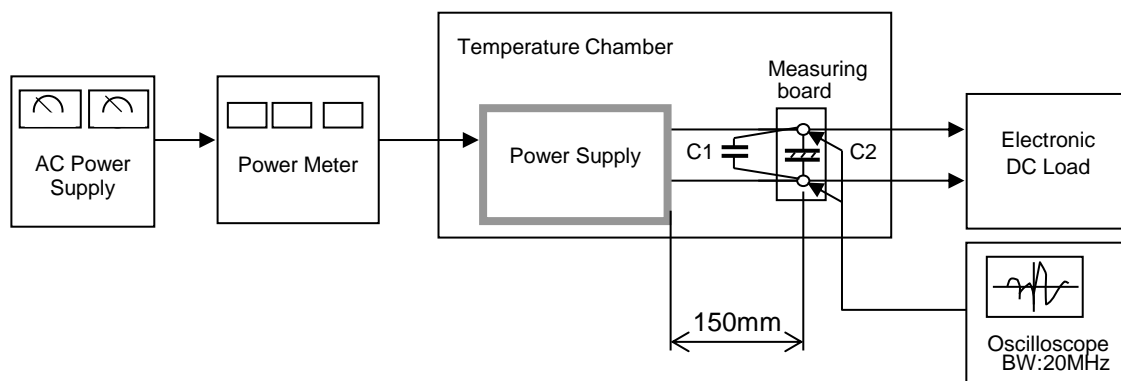 Temperature Chamber
Measuring
board
AC Power
Supply
Power Meter
Power Supply
C1
C2
Electronic
DC Load
150mm
Oscilloscope
BW:20MHz